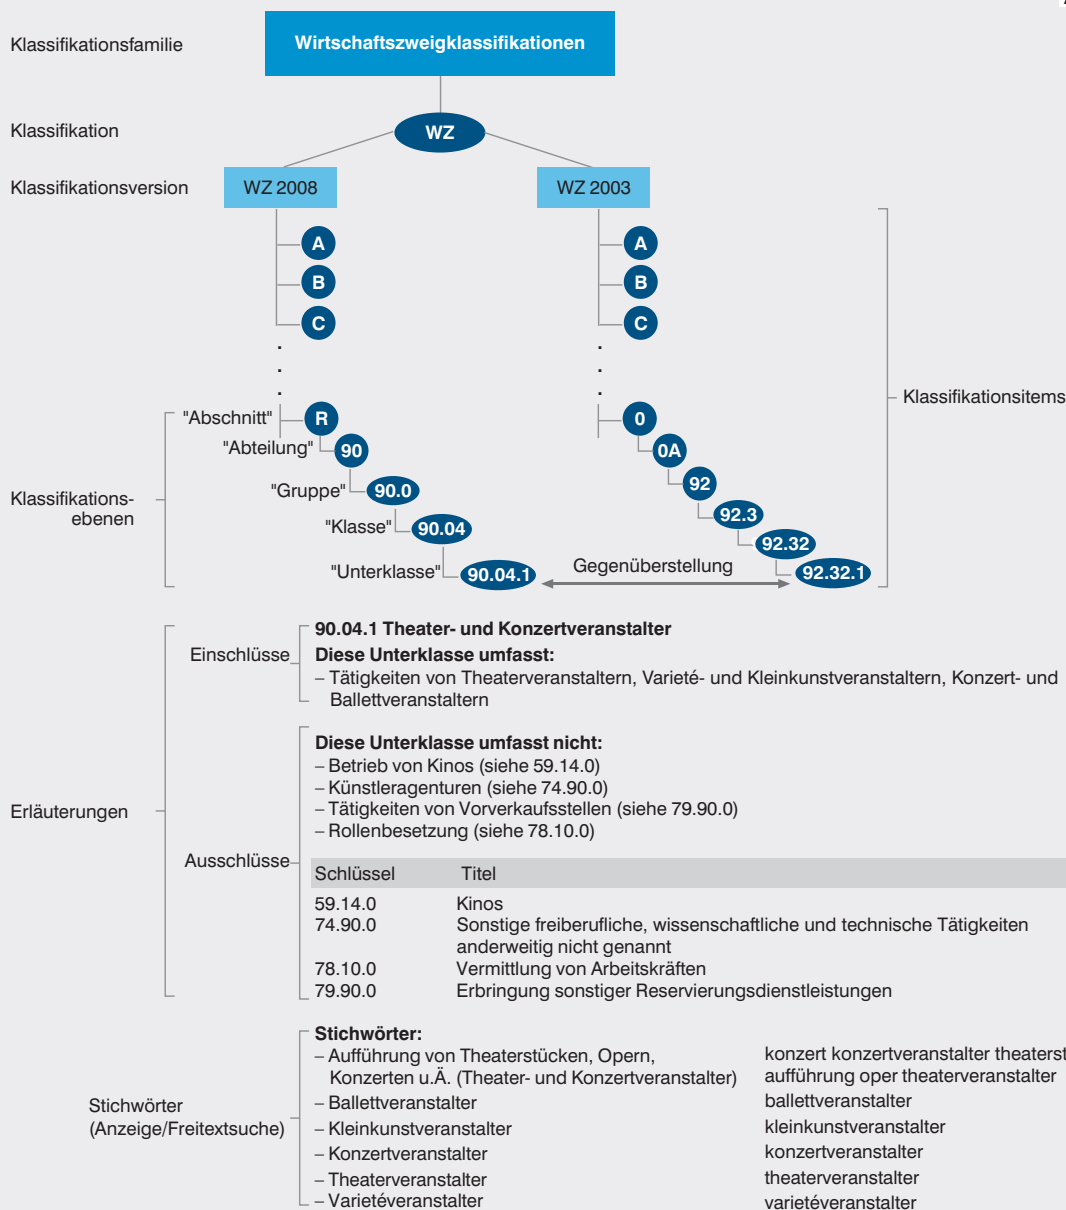 Klassifikationsfamilie
Wirtschaftszweigklassifikationen
Klassifikation
WZ
Klassifikationsversion
WZ 2008
WZ 2003
A
A
B
B
C
C
.
.
.
.
.
.
Klassifikationsitems
"Abschnitt"
R
0
"Abteilung"
90
0A
Klassifikations-
ebenen
"Gruppe"
90.0
92
"Klasse"
90.04
92.3
92.32
"Unterklasse"
90.04.1
Gegenüberstellung
92.32.1
Erläuterungen
Einschlüsse
90.04.1 Theater- und Konzertveranstalter
Diese Unterklasse umfasst:
– Tätigkeiten von Theaterveranstaltern, Varieté- und Kleinkunstveranstaltern, Konzert- und
Ballettveranstaltern
Ausschlüsse
Diese Unterklasse umfasst nicht:
– Betrieb von Kinos (siehe 59.14.0)
– Künstleragenturen (siehe 74.90.0)
– Tätigkeiten von Vorverkaufsstellen (siehe 79.90.0)
– Rollenbesetzung (siehe 78.10.0)
Schlüssel Titel
59.14.0 Kinos
74.90.0 Sonstige freiberufliche, wissenschaftliche und technische Tätigkeiten
anderweitig nicht genannt
78.10.0 Vermittlung von Arbeitskräften
79.90.0 Erbringung sonstiger Reservierungsdienstleistungen
Stichwörter
(Anzeige/Freitextsuche)
Stichwörter:
– Aufführung von Theaterstücken, Opern, konzert konzertveranstalter theaterst
Konzerten u.Ä. (Theater- und Konzertveranstalter) aufführung oper theaterveranstalter
– Ballettveranstalter ballettveranstalter
– Kleinkunstveranstalter kleinkunstveranstalter
– Konzertveranstalter konzertveranstalter
– Theaterveranstalter theaterveranstalter
– Varietéveranstalter varietéveranstalter